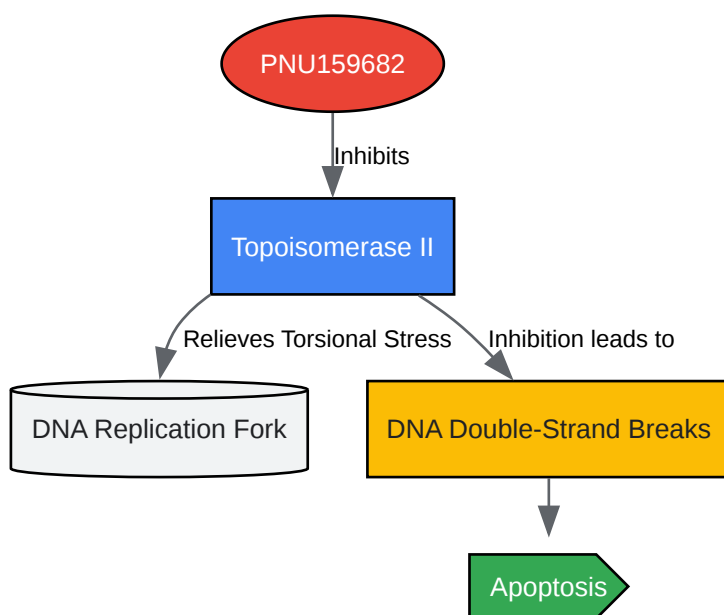 PNU159682
Inhibits
Topoisomerase II
Relieves Torsional Stress
Inhibition leads to
DNA Replication Fork
DNA Double-Strand Breaks
Apoptosis